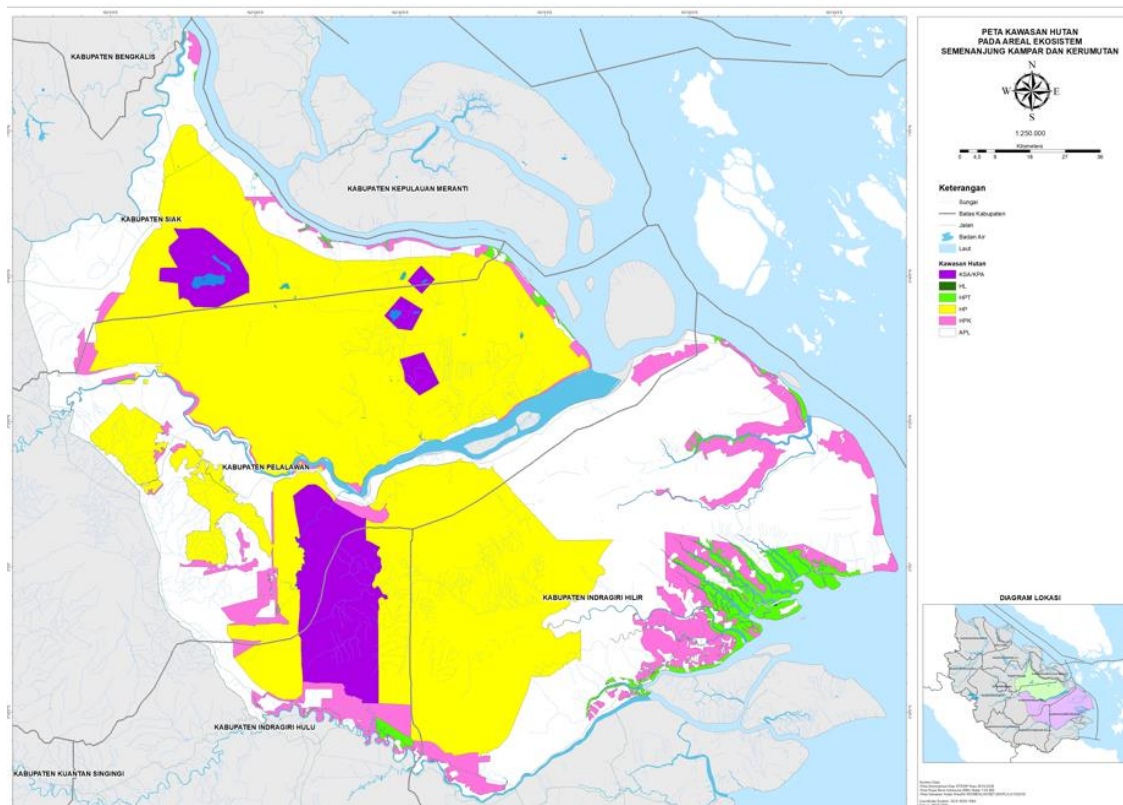 KABUPATEN BENGKALIS
KABUPATEN KEPULAUAN MERANTI
KABUPATEN SIAK
KABUPATEN PELALAWAN
KABUPATEN INDRAGIRI HILIR
KABUPATEN INDRAGIRI HULU
KABUPATEN KUANTAN SINGINGI
PETA KAWASAN HUTAN
PADA AREAL EKOSISTEM
SEMENANJUNG KAMPAR DAN KERUMUTAN
N
W E
S
1:250.000
Kilometers
0 4,5 9 18 27 36
Keterangan
Sungai
Batas Kabupaten
Jalan
Badan Air
Laut
Kawasan Hutan
KSA/KPA
HL
HPT
HP
HPK
APL
DIAGRAM LOKASI